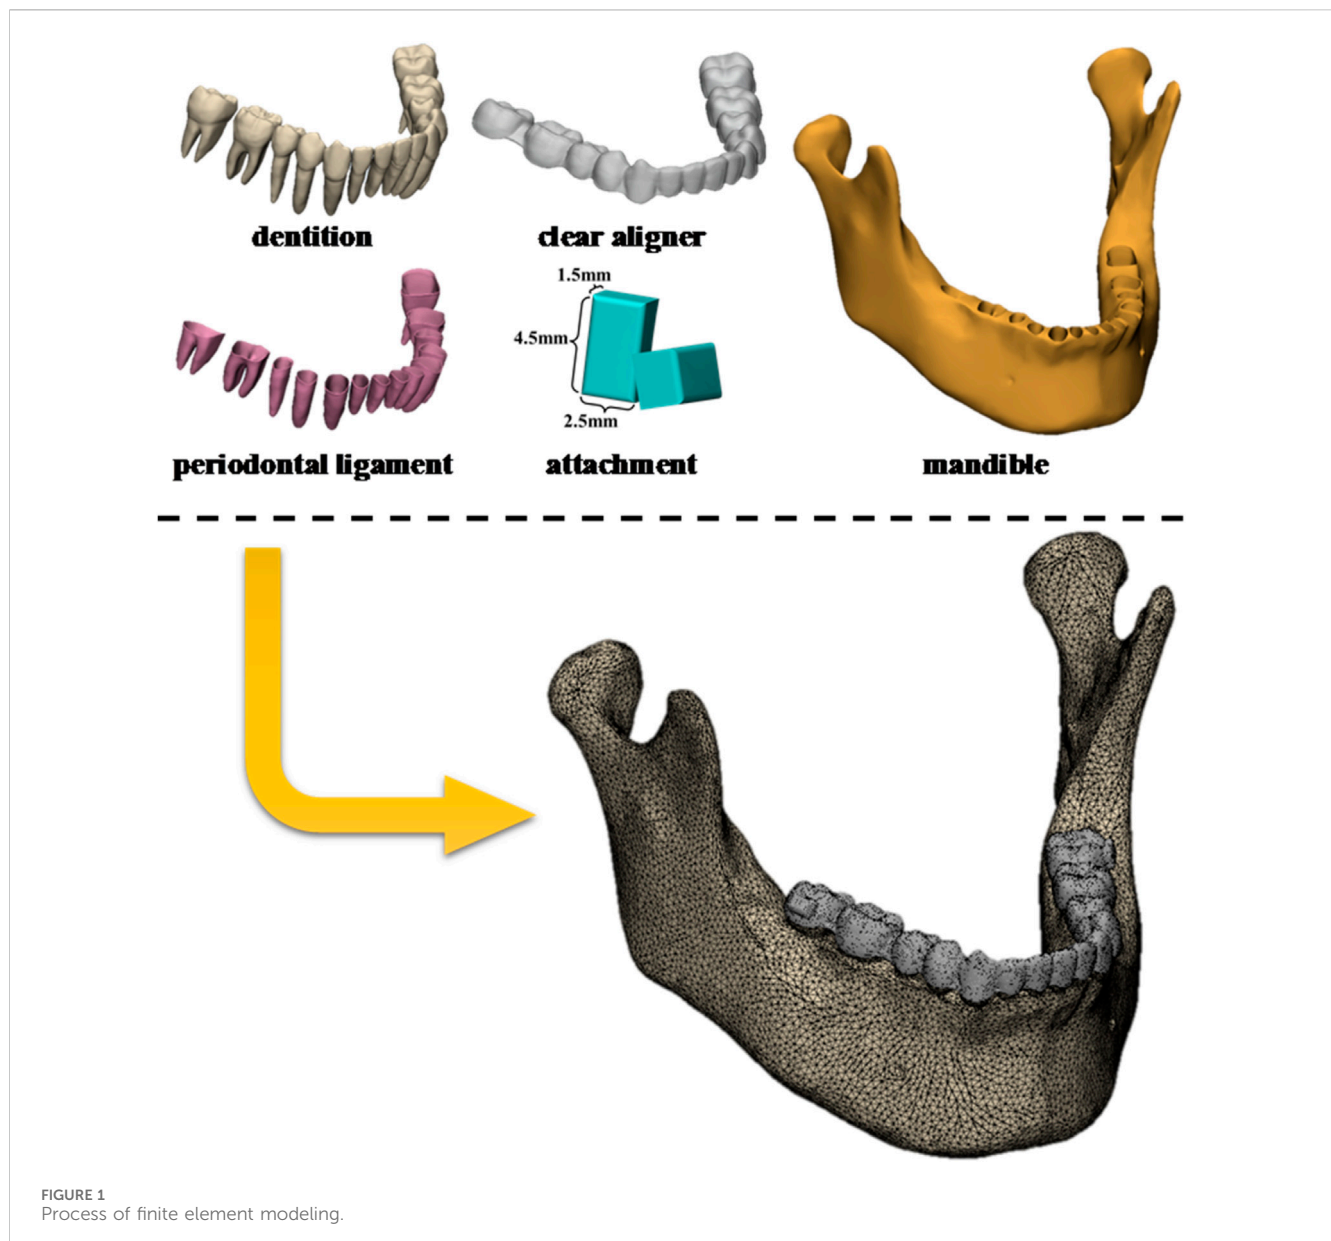 dentition
clear aligner
1.5mm
4.5mm
2.5mm
periodontal ligament
attachment
mandible
FIGURE 1
Process of finite element modeling.